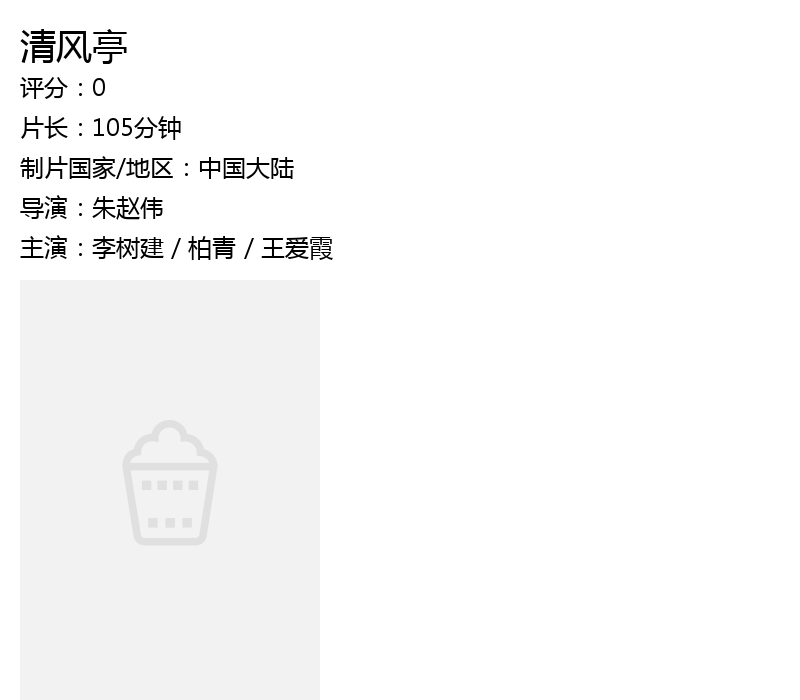 清风亭
评分：0
片长：105分钟
制片国家/地区：中国大陆
导演：朱赵伟
主演：李树建 / 柏青 / 王爱霞